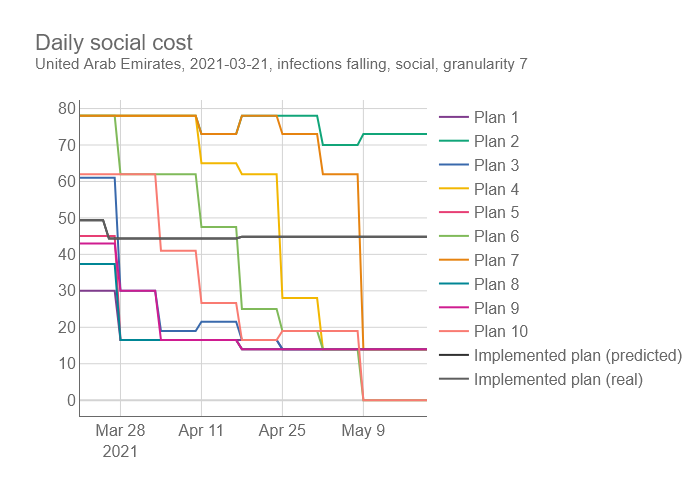 Daily social cost
United Arab Emirates, 2021-03-21, infections falling, social, granularity 7
80
70
60
50
40
30
20
10
0
Mar 28
2021
Apr 11
Apr 25
May 9
Plan 1
Plan 2
Plan 3
Plan 4
Plan 5
Plan 6
Plan 7
Plan 8
Plan 9
Plan 10
Implemented plan (predicted)
Implemented plan (real)